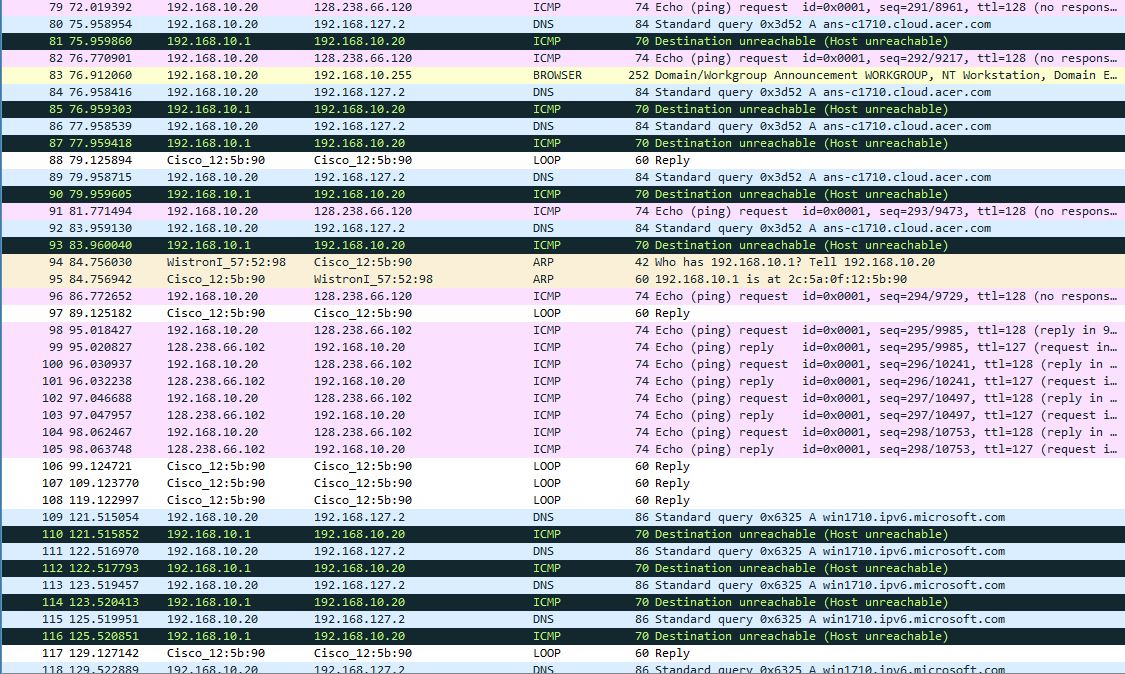 79 72.019392 192.168.10.20 128.238.66.120 ICMP 74 Echo (ping) request id=0x0001, seq=291/8961, ttl=128 (no respons…
80 75.958954 192.168.10.20 192.168.127.2 DNS 84 Standard query 0x3d52 A ans-c1710.cloud.acer.com
81 75.959860 192.168.10.1 192.168.10.20 ICMP 70 Destination unreachable (Host unreachable)
82 76.770901 192.168.10.20 128.238.66.120 ICMP 74 Echo (ping) request id=0x0001, seq=292/9217, ttl=128 (no respons…
83 76.912060 192.168.10.20 192.168.10.255 BROWSER 252 Domain/Workgroup Announcement WORKGROUP, NT Workstation, Domain E…
84 76.958416 192.168.10.20 192.168.127.2 DNS 84 Standard query 0x3d52 A ans-c1710.cloud.acer.com
85 76.959303 192.168.10.1 192.168.10.20 ICMP 70 Destination unreachable (Host unreachable)
86 77.958539 192.168.10.20 192.168.127.2 DNS 84 Standard query 0x3d52 A ans-c1710.cloud.acer.com
87 77.959418 192.168.10.1 192.168.10.20 ICMP 70 Destination unreachable (Host unreachable)
88 79.125894 Cisco_12:5b:90 Cisco_12:5b:90 LOOP 60 Reply
89 79.958715 192.168.10.20 192.168.127.2 DNS 84 Standard query 0x3d52 A ans-c1710.cloud.acer.com
90 79.959605 192.168.10.1 192.168.10.20 ICMP 70 Destination unreachable (Host unreachable)
91 81.771494 192.168.10.20 128.238.66.120 ICMP 74 Echo (ping) request id=0x0001, seq=293/9473, ttl=128 (no respons…
92 83.959130 192.168.10.20 192.168.127.2 DNS 84 Standard query 0x3d52 A ans-c1710.cloud.acer.com
93 83.960040 192.168.10.1 192.168.10.20 ICMP 70 Destination unreachable (Host unreachable)
94 84.756030 WistronI_57:52:98 Cisco_12:5b:90 ARP 42 Who has 192.168.10.1? Tell 192.168.10.20
95 84.756942 Cisco_12:5b:90 WistronI_57:52:98 ARP 60 192.168.10.1 is at 2c:5a:0f:12:5b:90
96 86.772652 192.168.10.20 128.238.66.120 ICMP 74 Echo (ping) request id=0x0001, seq=294/9729, ttl=128 (no respons…
97 89.125182 Cisco_12:5b:90 Cisco_12:5b:90 LOOP 60 Reply
98 95.018427 192.168.10.20 128.238.66.102 ICMP 74 Echo (ping) request id=0x0001, seq=295/9985, ttl=128 (reply in 9…
99 95.020827 128.238.66.102 192.168.10.20 ICMP 74 Echo (ping) reply id=0x0001, seq=295/9985, ttl=127 (request in…
100 96.030937 192.168.10.20 128.238.66.102 ICMP 74 Echo (ping) request id=0x0001, seq=296/10241, ttl=128 (reply in …
101 96.032238 128.238.66.102 192.168.10.20 ICMP 74 Echo (ping) reply id=0x0001, seq=296/10241, ttl=127 (request i…
102 97.046688 192.168.10.20 128.238.66.102 ICMP 74 Echo (ping) request id=0x0001, seq=297/10497, ttl=128 (reply in …
103 97.047957 128.238.66.102 192.168.10.20 ICMP 74 Echo (ping) reply id=0x0001, seq=297/10497, ttl=127 (request i…
104 98.062467 192.168.10.20 128.238.66.102 ICMP 74 Echo (ping) request id=0x0001, seq=298/10753, ttl=128 (reply in …
105 98.063748 128.238.66.102 192.168.10.20 ICMP 74 Echo (ping) reply id=0x0001, seq=298/10753, ttl=127 (request i…
106 99.124721 Cisco_12:5b:90 Cisco_12:5b:90 LOOP 60 Reply
107 109.123770 Cisco_12:5b:90 Cisco_12:5b:90 LOOP 60 Reply
108 119.122997 Cisco_12:5b:90 Cisco_12:5b:90 LOOP 60 Reply
109 121.515054 192.168.10.20 192.168.127.2 DNS 86 Standard query 0x6325 A win1710.ipv6.microsoft.com
110 121.515852 192.168.10.1 192.168.10.20 ICMP 70 Destination unreachable (Host unreachable)
111 122.516970 192.168.10.20 192.168.127.2 DNS 86 Standard query 0x6325 A win1710.ipv6.microsoft.com
112 122.517793 192.168.10.1 192.168.10.20 ICMP 70 Destination unreachable (Host unreachable)
113 123.519457 192.168.10.20 192.168.127.2 DNS 86 Standard query 0x6325 A win1710.ipv6.microsoft.com
114 123.520413 192.168.10.1 192.168.10.20 ICMP 70 Destination unreachable (Host unreachable)
115 125.519951 192.168.10.20 192.168.127.2 DNS 86 Standard query 0x6325 A win1710.ipv6.microsoft.com
116 125.520851 192.168.10.1 192.168.10.20 ICMP 70 Destination unreachable (Host unreachable)
117 129.127142 Cisco_12:5b:90 Cisco_12:5b:90 LOOP 60 Reply
118 129.522889 192.168.10.20 192.168.127.2 DNS 86 Standard query 0x6325 A win1710.ipv6.microsoft.com